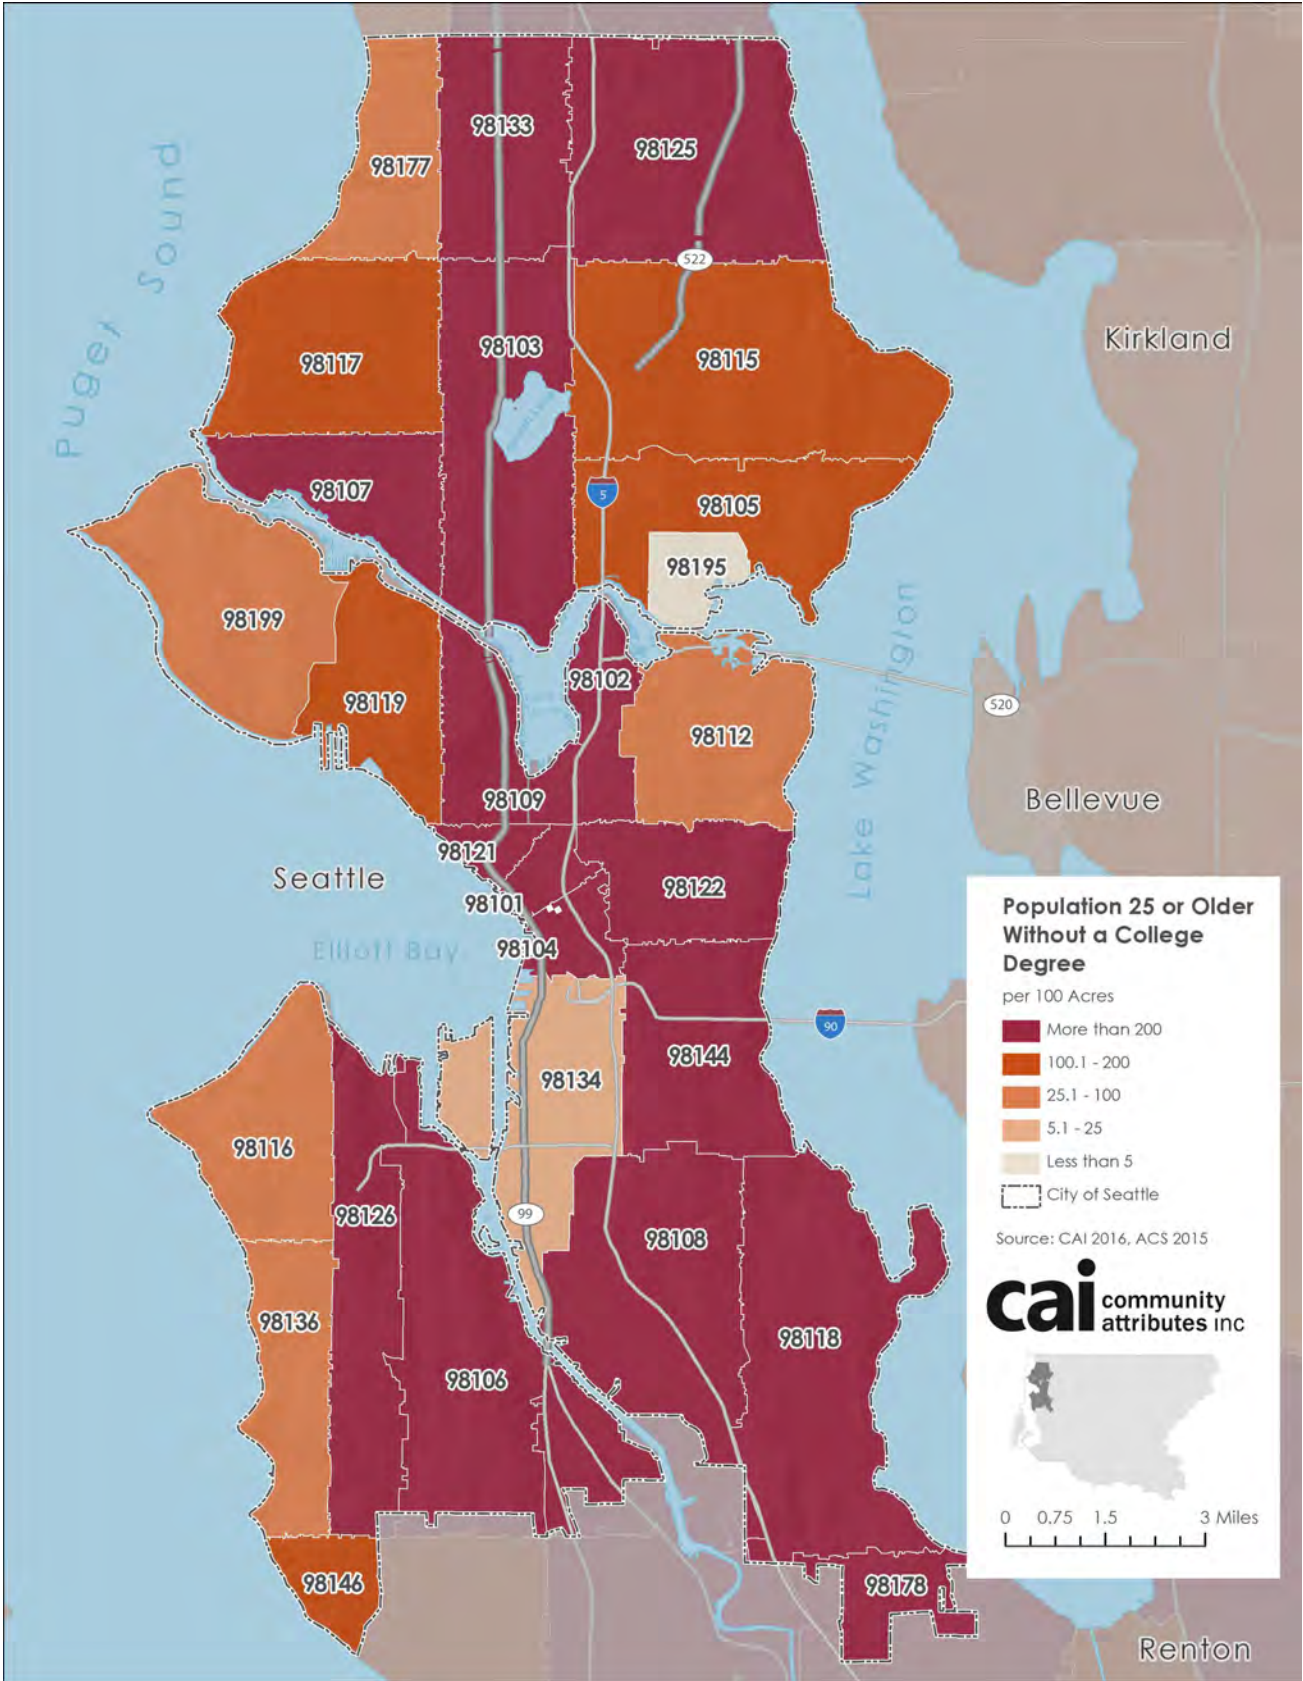 98133
98125
98177
Puget Sound
522
Kirkland
98103
98117
98115
98107
5
98105
98195
98199
98102
98119
520
98112
Lake Washington
98109
Bellevue
98121
Seattle
98122
98101
Elliott Bay
98104
90
98144
98134
98116
98126
99
98108
98136
98118
98106
98146
98178
Renton
Population 25 or Older
Without a College
Degree
per 100 Acres
More than 200
100.1 - 200
25.1 - 100
5.1 - 25
Less than 5
City of Seattle
Source: CAI 2016, ACS 2015
cai community
attributes INC
0 0.75 1.5 3 Miles